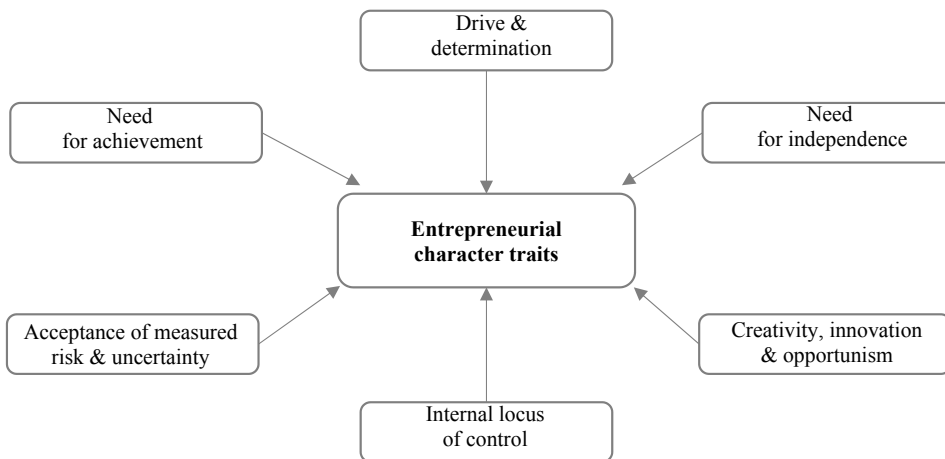 Drive &
determination
Need
for achievement
Need
for independence
Entrepreneurial
character traits
Acceptance of measured
risk & uncertainty
Creativity, innovation
& opportunism
Internal locus
of control